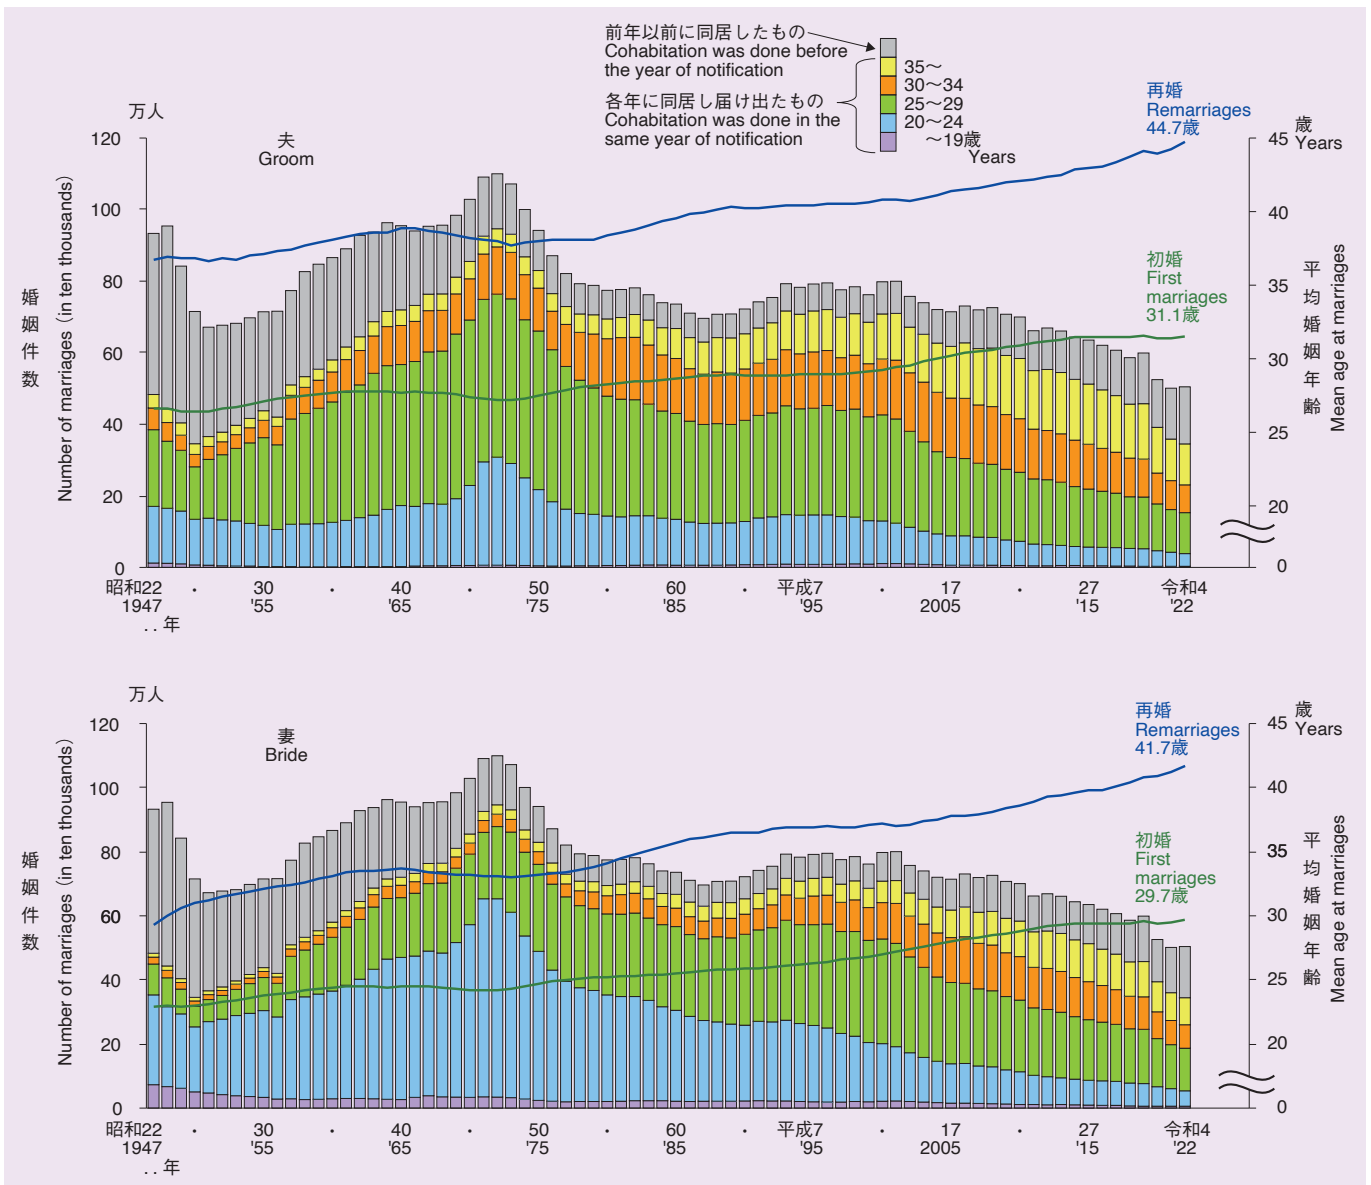 前年以前に同居したもの
Cohabitation was done before
the year of notification
各年に同居し届け出たもの
Cohabitation was done in the
same year of notification
35〜
30〜34
25〜29
20〜24
〜19歳
Years
万人
夫
Groom
再婚
Remarriages
44.7歳
歳
Years
初婚
First
marriages
31.1歳
婚姻件数
Number of marriages (in ten thousands)
平均婚姻年齢
Mean age at marriages
120
100
80
60
40
20
0
45
40
35
30
25
20
0
昭和22 ・ 30 ・ 40 ・ 50 ・ 60 ・ 平成7 ・ 17 ・ 27 令和4
1947 '55 '65 '75 '85 '95 2005 '15 '22
. . 年
万人
妻
Bride
再婚
Remarriages
41.7歳
歳
Years
初婚
First
marriages
29.7歳
婚姻件数
Number of marriages (in ten thousands)
平均婚姻年齢
Mean age at marriages
120
100
80
60
40
20
0
45
40
35
30
25
20
0
昭和22 ・ 30 ・ 40 ・ 50 ・ 60 ・ 平成7 ・ 17 ・ 27 令和4
1947 '55 '65 '75 '85 '95 2005 '15 '22
. . 年